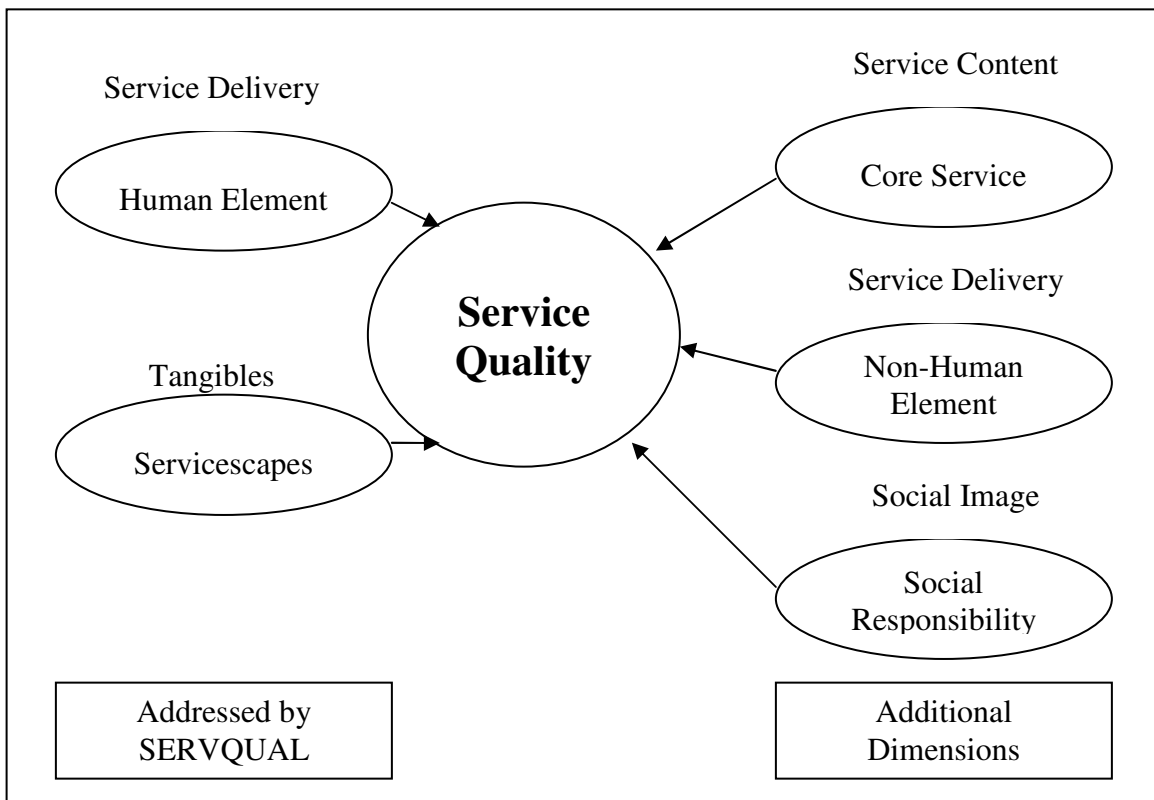 Service Delivery
Human Element
Tangibles
Servicescapes
Service
Quality
Service Content
Core Service
Service Delivery
Non-Human
Element
Social Image
Social
Responsibility
Addressed by
SERVQUAL
Additional
Dimensions